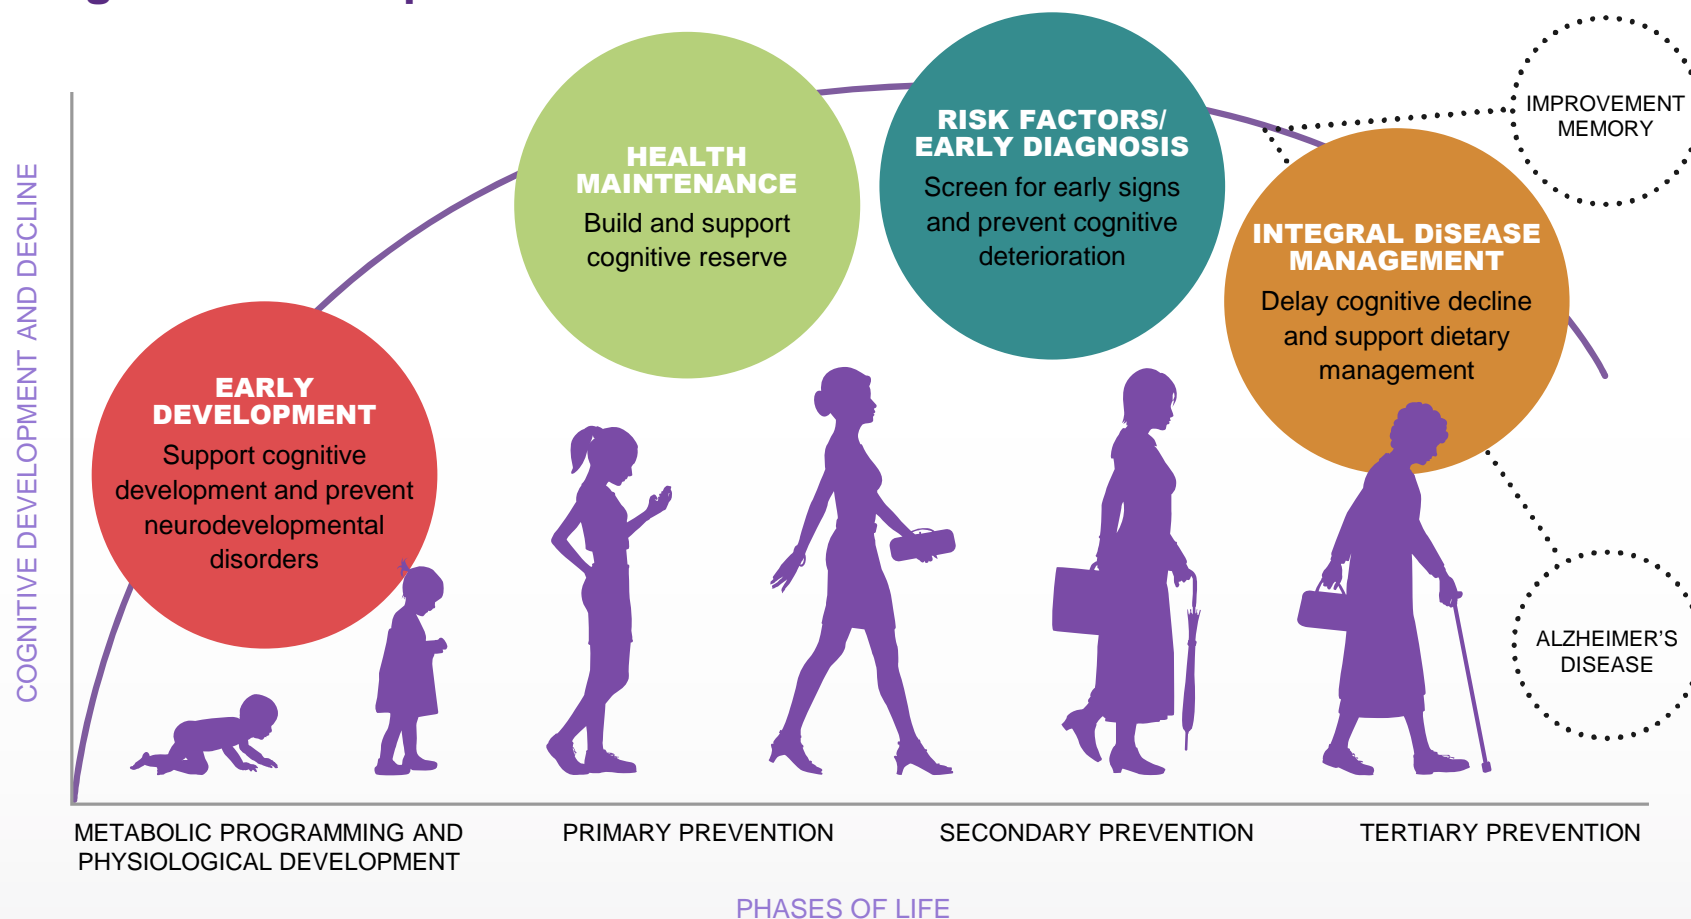 COGNITIVE DEVELOPMENT AND DECLINE
EARLY
DEVELOPMENT
Support cognitive
development and prevent
neurodevelopmental
disorders
HEALTH
MAINTENANCE
Build and support
cognitive reserve
RISK FACTORS/
EARLY DIAGNOSIS
Screen for early signs
and prevent cognitive
deterioration
INTEGRAL DiSEASE
MANAGEMENT
Delay cognitive decline
and support dietary
management
IMPROVEMENT
MEMORY
ALZHEIMER'S
DISEASE
METABOLIC PROGRAMMING AND
PHYSIOLOGICAL DEVELOPMENT
PRIMARY PREVENTION
SECONDARY PREVENTION
TERTIARY PREVENTION
PHASES OF LIFE